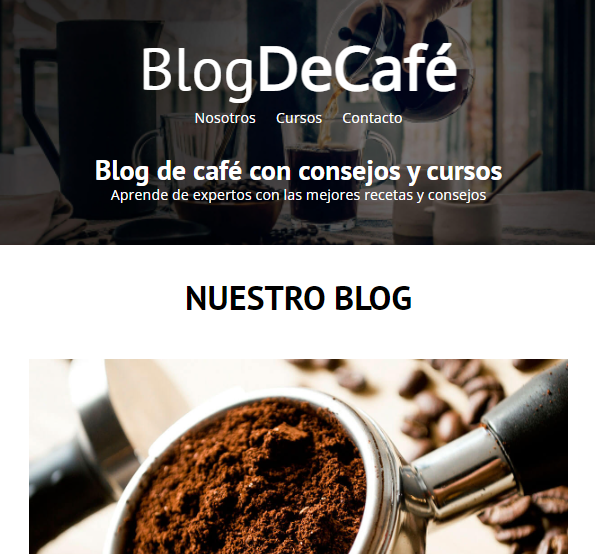 BlogDeCafé
Nosotros Cursos Contacto
Blog de café con consejos y cursos
Aprende de expertos con las mejores recetas y consejos
NUESTRO BLOG